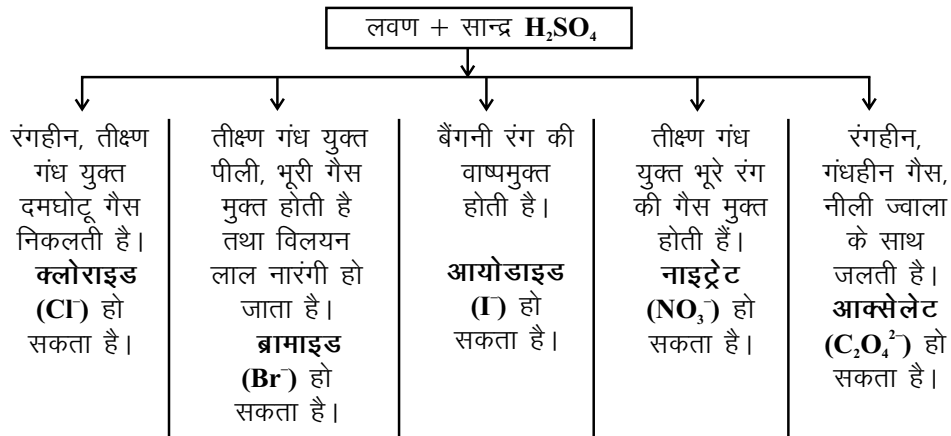 लवण + सान्द्र H₂SO₄
रंगहीन, तीक्ष्ण
गंध युक्त
दमघोटू गैस
निकलती है।
क्लोराइड
(Cl⁻) हो
सकता है।
तीक्ष्ण गंध युक्त
पीली, भूरी गैस
मुक्त होती है
तथा विलयन
लाल नारंगी हो
जाता है।
ब्रामाइड
(Br⁻) हो
सकता है।
बैंगनी रंग की
वाष्पमुक्त
होती है।
आयोडाइड
(I⁻) हो
सकता है।
तीक्ष्ण गंध
युक्त भूरे रंग
की गैस मुक्त
होती हैं।
नाइट्रेट
(NO₃⁻) हो
सकता है।
रंगहीन,
गंधहीन गैस,
नीली ज्वाला
के साथ
जलती है।
आक्सेलेट
(C₂O₄²⁻) हो
सकता है।